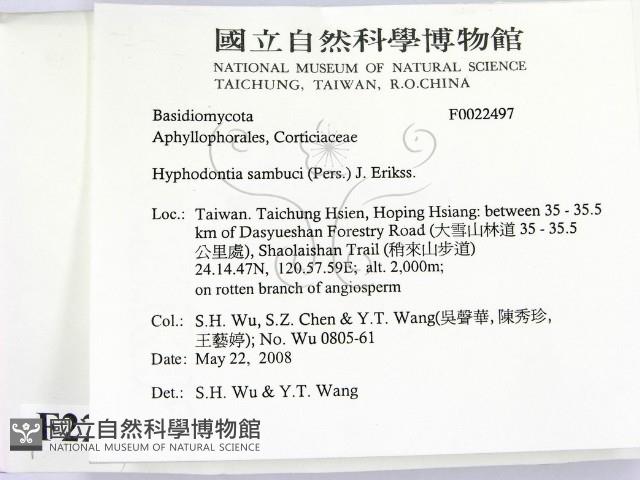 國立自然科學博物館
NATIONAL MUSEUM OF NATURAL SCIENCE
TAICHUNG, TAIWAN, R.O.CHINA
Basidiomycota F0022497
Aphyllophorales, Corticiaceae
Hyphodontia sambuci (Pers.) J. Erikss.
Loc.: Taiwan. Taichung Hsien, Hoping Hsiang: between 35 - 35.5
km of Dasyueshan Forestry Road (大雪山林道 35 - 35.5
公里處), Shaolaishan Trail (稍來山步道)
24.14.47N, 120.57.59E; alt. 2,000m;
on rotten branch of angiosperm
Col.: S.H. Wu, S.Z. Chen & Y.T. Wang(吳聲華, 陳秀珍,
王藝婷); No. Wu 0805-61
Date: May 22, 2008
Det.: S.H. Wu & Y.T. Wang
國立自然科學博物館
NATIONAL MUSEUM OF NATURAL SCIENCE